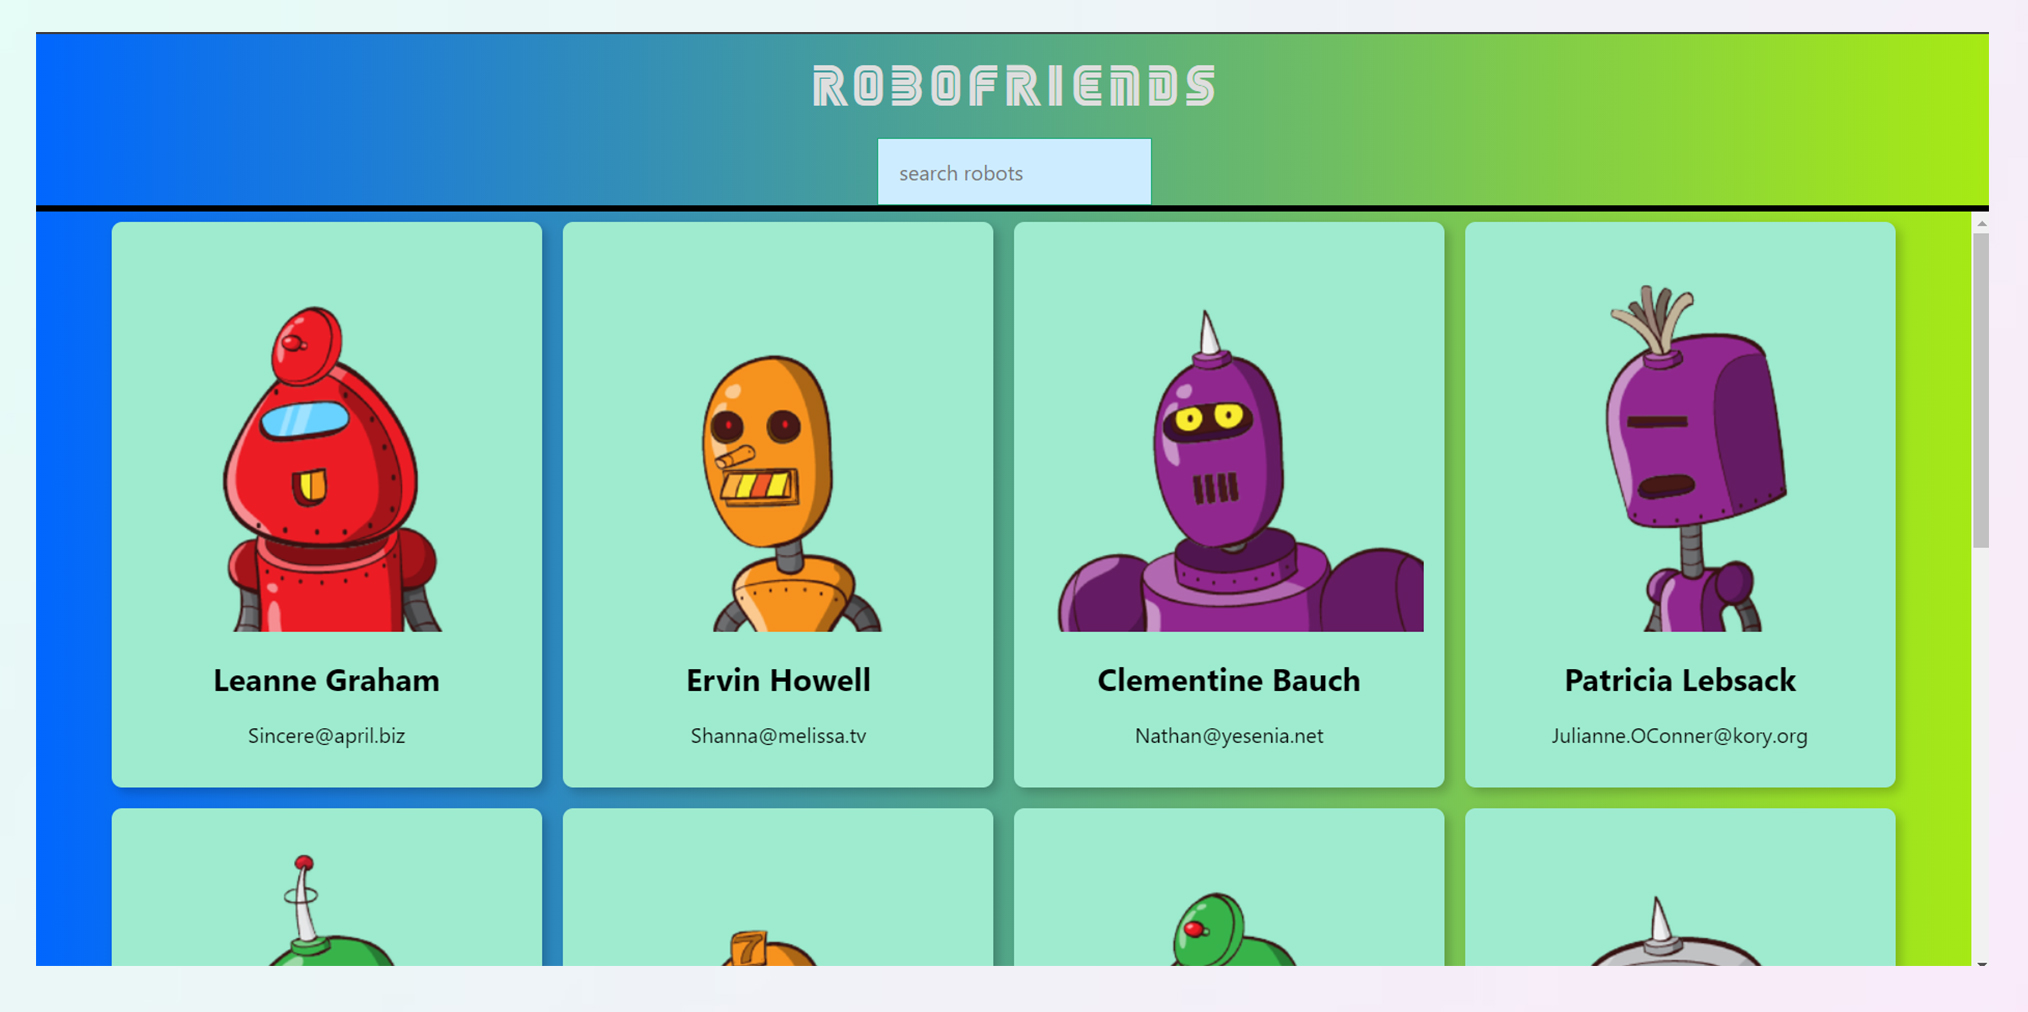 ROBOFRIENDS
search robots
Leanne Graham
Ervin Howell
Clementine Bauch
Patricia Lebsack
Sincere@april.biz
Shanna@melissa.tv
Nathan@yesenia.net
Julianne.OConner@kory.org
7